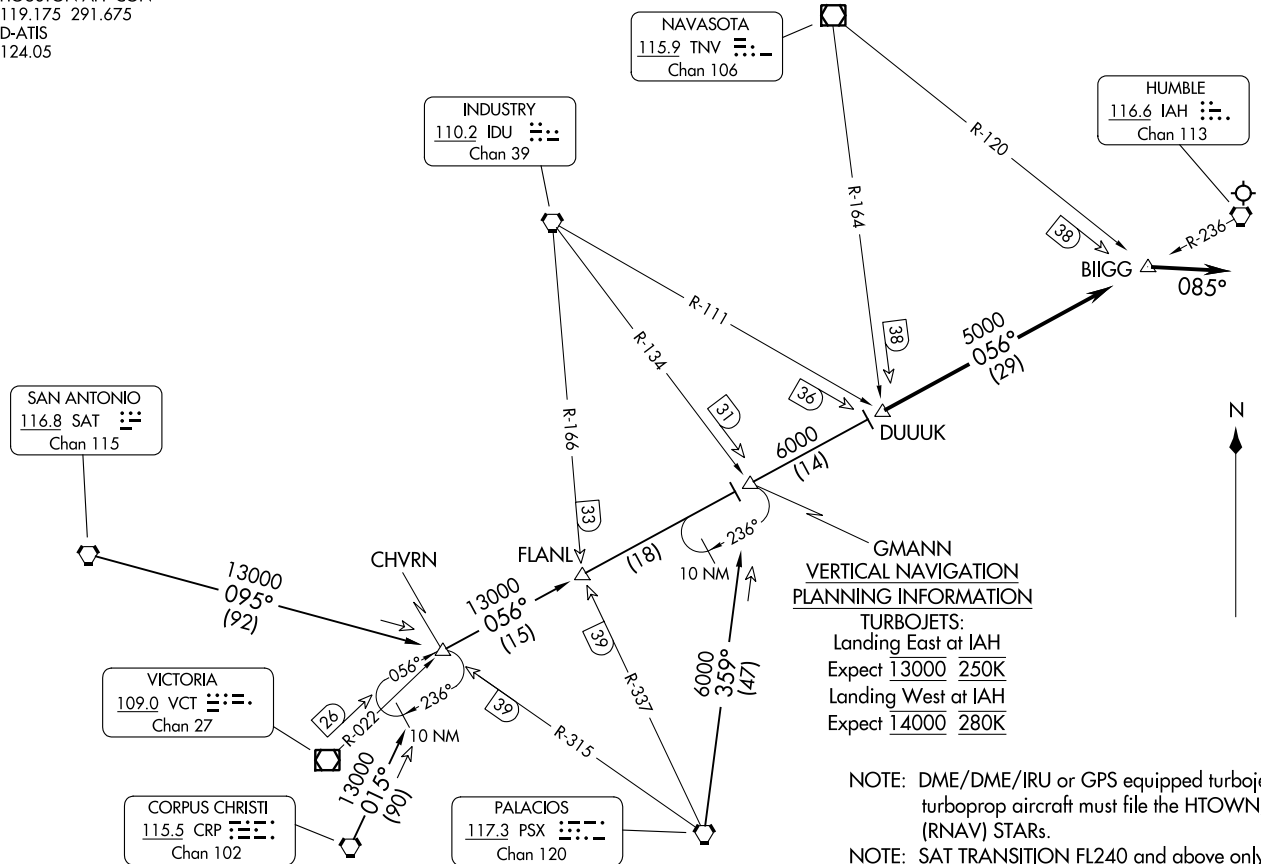 HOUSTON APP CON
119.175 291.675
D-ATIS
124.05
NAVASOTA
115.9 TNV
Chan 106
HUMBLE
116.6 IAH
Chan 113
INDUSTRY
110.2 IDU
Chan 39
R-120
R-164
R-236
38
BIIGG
085°
R-111
R-134
R-166
38
5000
056°
(29)
36
31
DUUUK
6000
(14)
N
SAN ANTONIO
116.8 SAT
Chan 115
33
236°
10 NM
GMANN
FLANL
(18)
CHVRN
13000
095°
(92)
13000
056°
(15)
VERTICAL NAVIGATION
PLANNING INFORMATION
TURBOJETS:
Landing East at IAH
Expect 13000 250K
Landing West at IAH
Expect 14000 280K
39
R-337
6000
359°
(47)
VICTORIA
109.0 VCT
Chan 27
056°
236°
26
R-022
10 NM
39
R-315
13000
015°
(90)
CORPUS CHRISTI
115.5 CRP
Chan 102
PALACIOS
117.3 PSX
Chan 120
NOTE: DME/DME/IRU or GPS equipped turboje
turboprop aircraft must file the HTOWN
(RNAV) STARs.
NOTE: SAT TRANSITION FL240 and above only